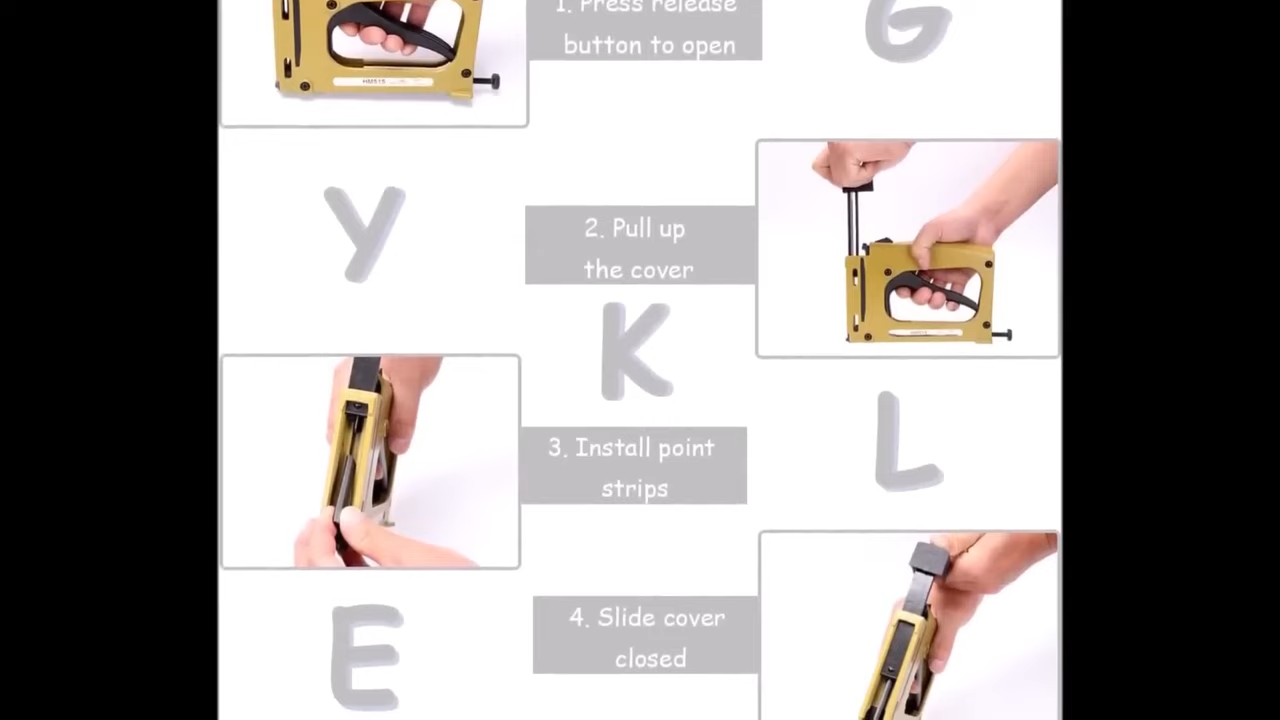 1. Press release
button to open
G
HM515
Y
2. Pull up
the cover
K
L
3. Install point
strips
E
4. Slide cover
closed